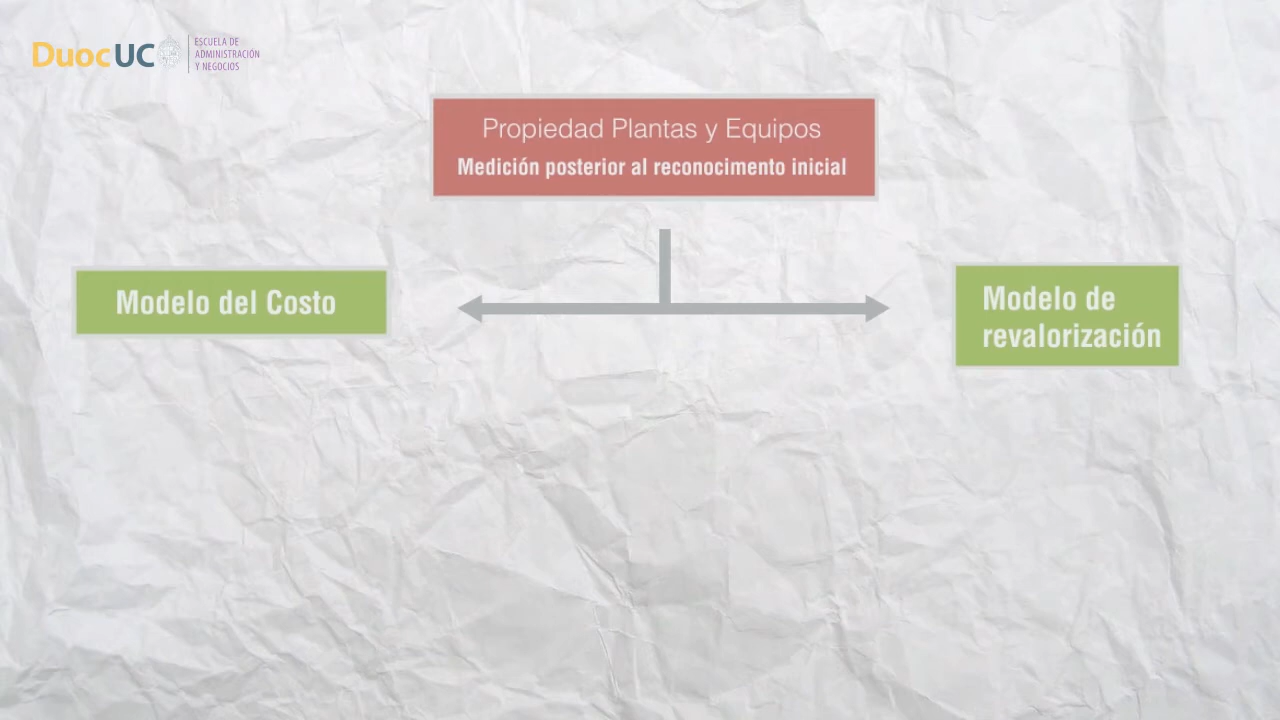 DuocUC
ESCUELA DE
ADMINISTRACIÓN
Y NEGOCIOS
Propiedad Plantas y Equipos
Medición posterior al reconocimento inicial
Modelo del Costo
Modelo de
revalorización